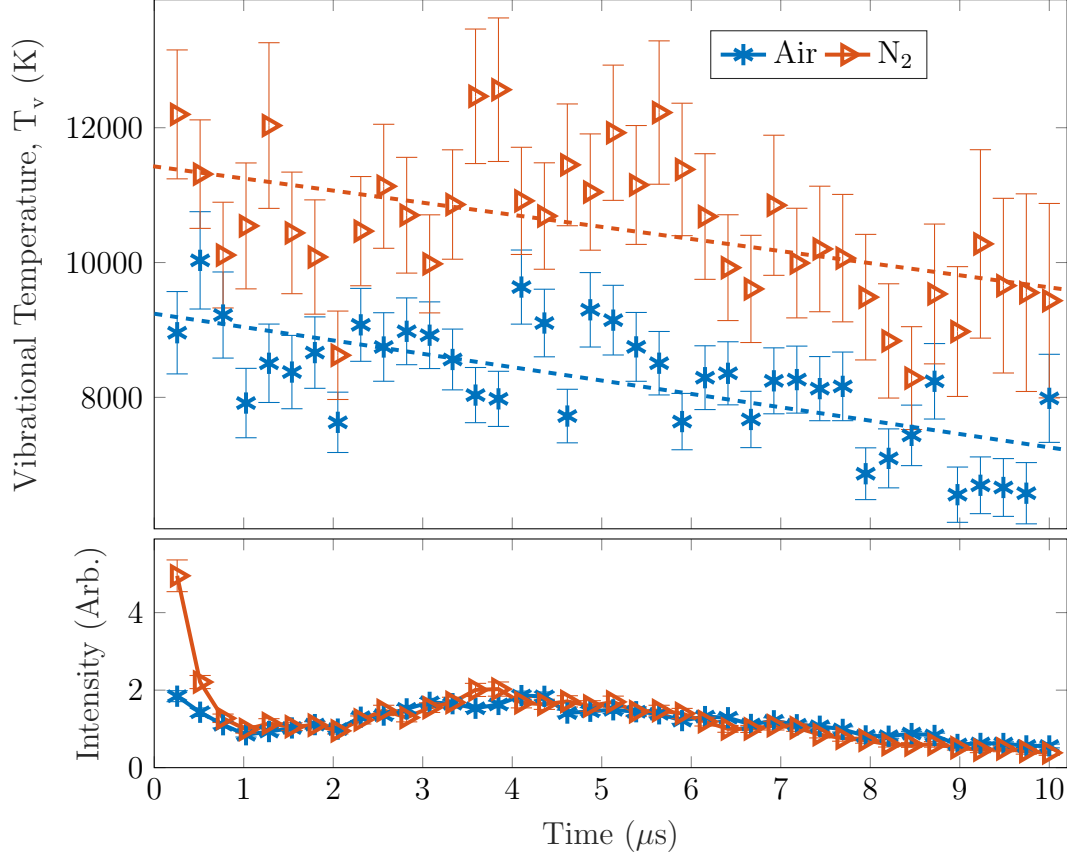 Vibrational Temperature, T_v (K)
12000
10000
8000
Air
N₂
Intensity (Arb.)
4
2
0
0 1 2 3 4 5 6 7 8 9 10
Time (μs)